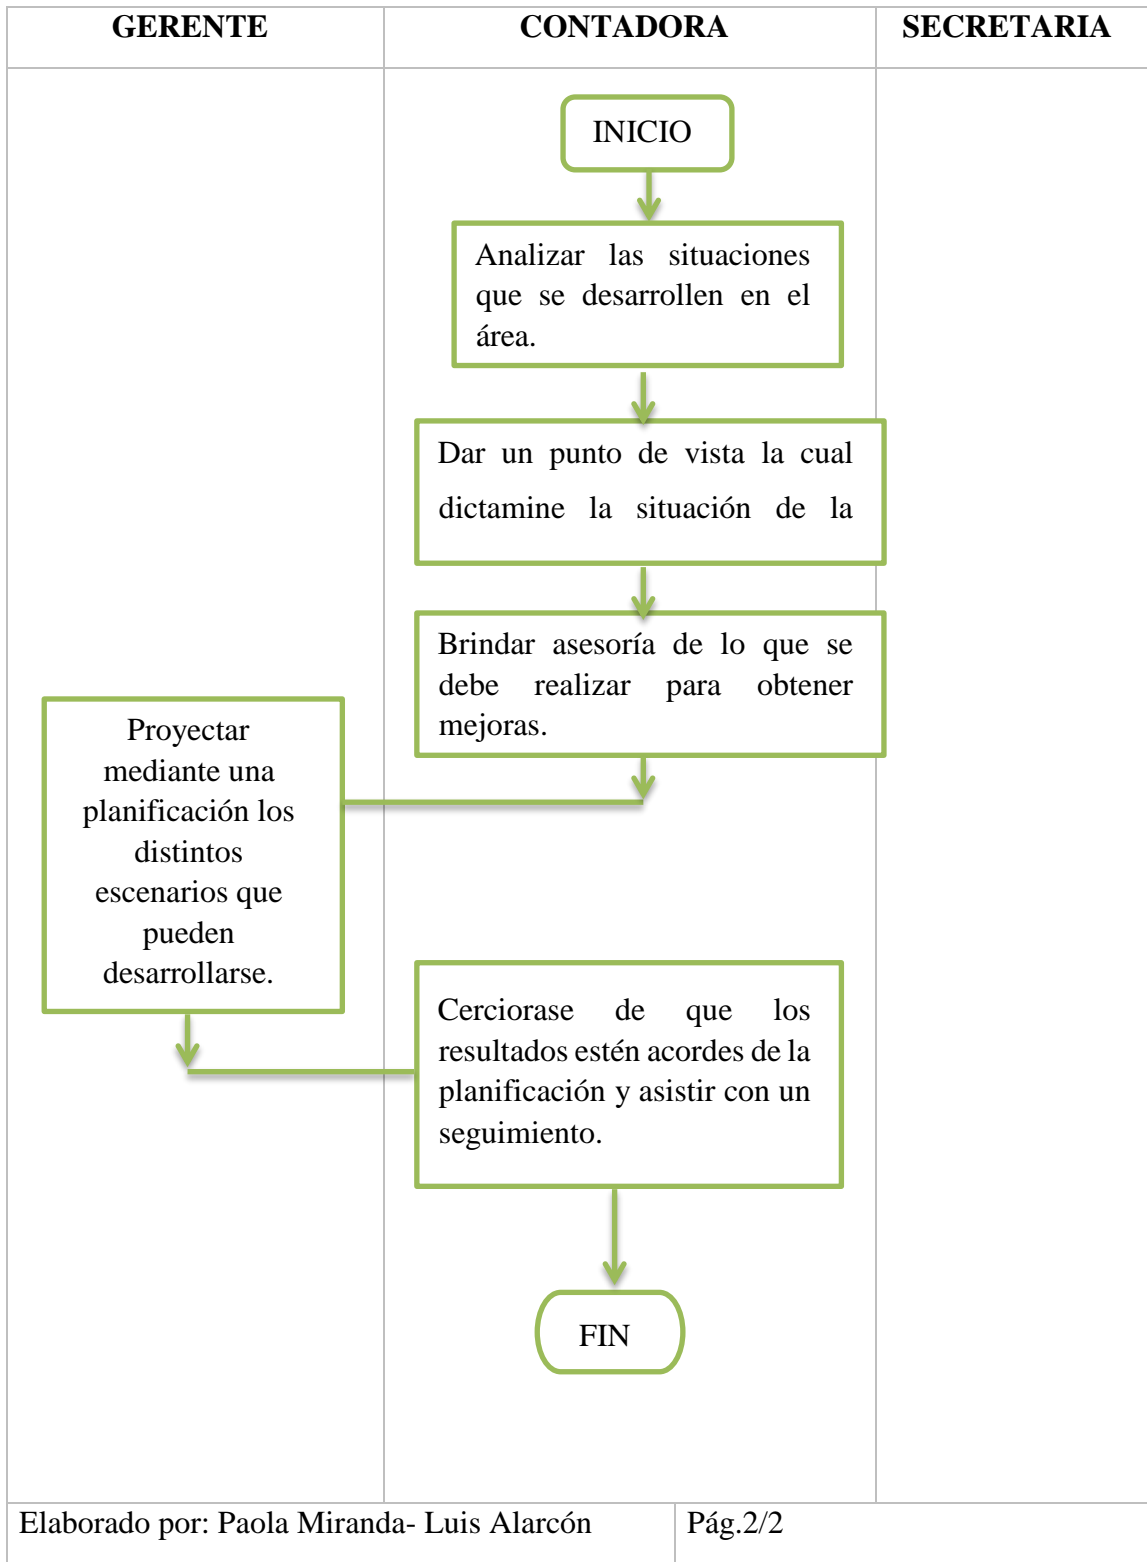 GERENTE CONTADORA SECRETARIA
INICIO
Analizar las situaciones
que se desarrollen en el
área.
Dar un punto de vista la cual
dictamine la situación de la
Brindar asesoría de lo que se
debe realizar para obtener
mejoras.
Proyectar
mediante una
planificación los
distintos
escenarios que
pueden
desarrollarse.
Cerciorase de que los
resultados estén acordes de la
planificación y asistir con un
seguimiento.
FIN
Elaborado por: Paola Miranda- Luis Alarcón Pág.2/2